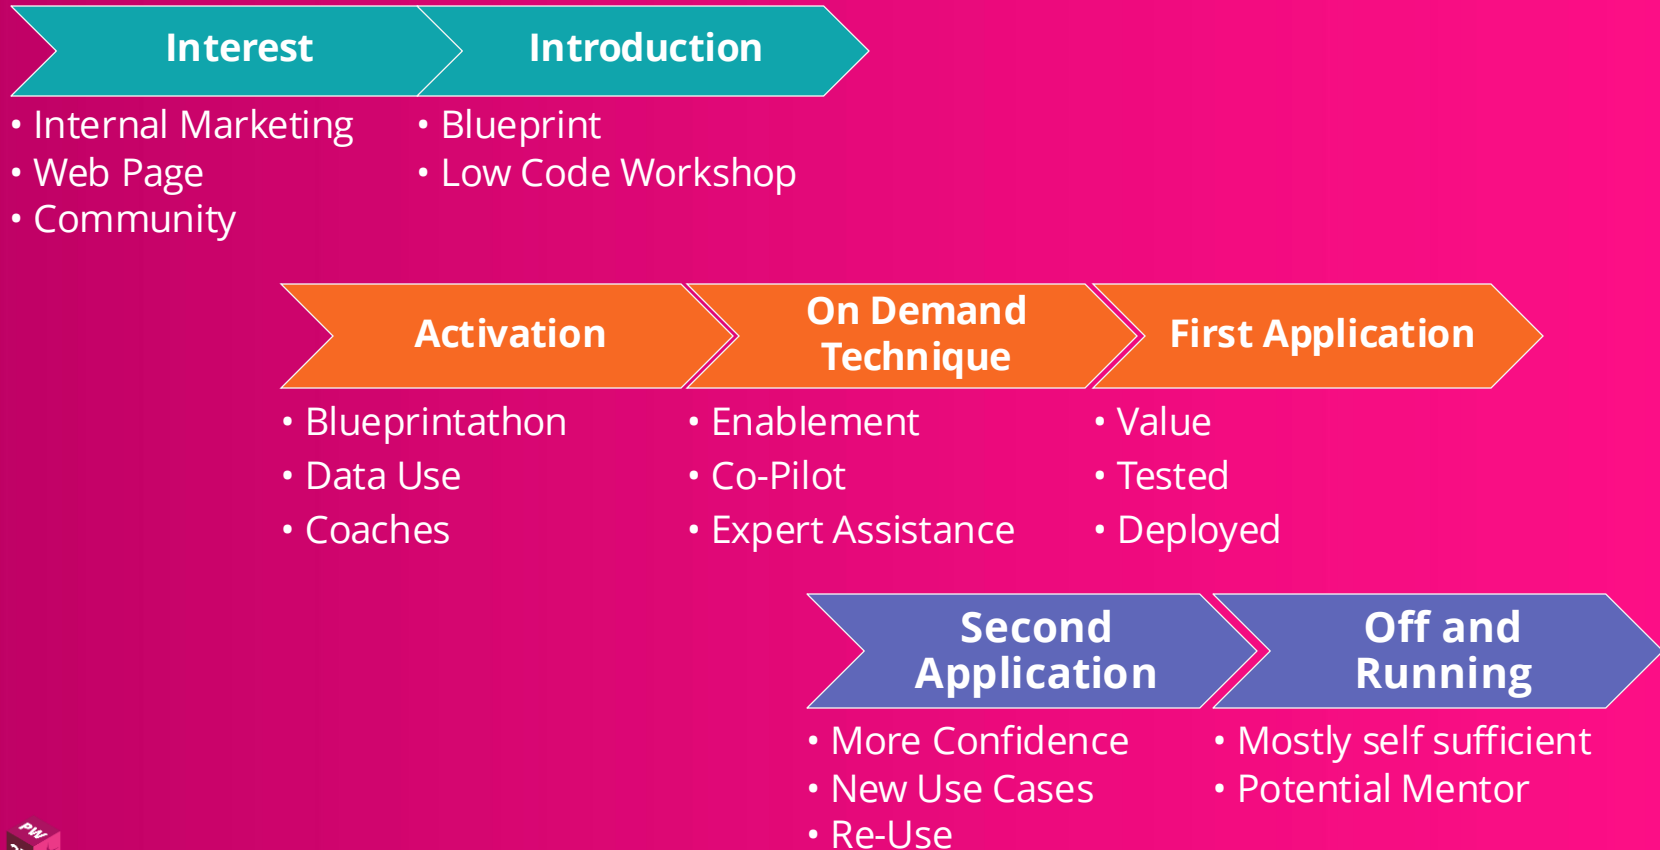 Interest
Introduction
• Internal Marketing
• Web Page
• Community
• Blueprint
• Low Code Workshop
Activation
On Demand
Technique
First Application
• Blueprintathon
• Data Use
• Coaches
• Enablement
• Co-Pilot
• Expert Assistance
• Value
• Tested
• Deployed
Second
Application
Off and
Running
• More Confidence
• New Use Cases
• Re-Use
• Mostly self sufficient
• Potential Mentor
PW